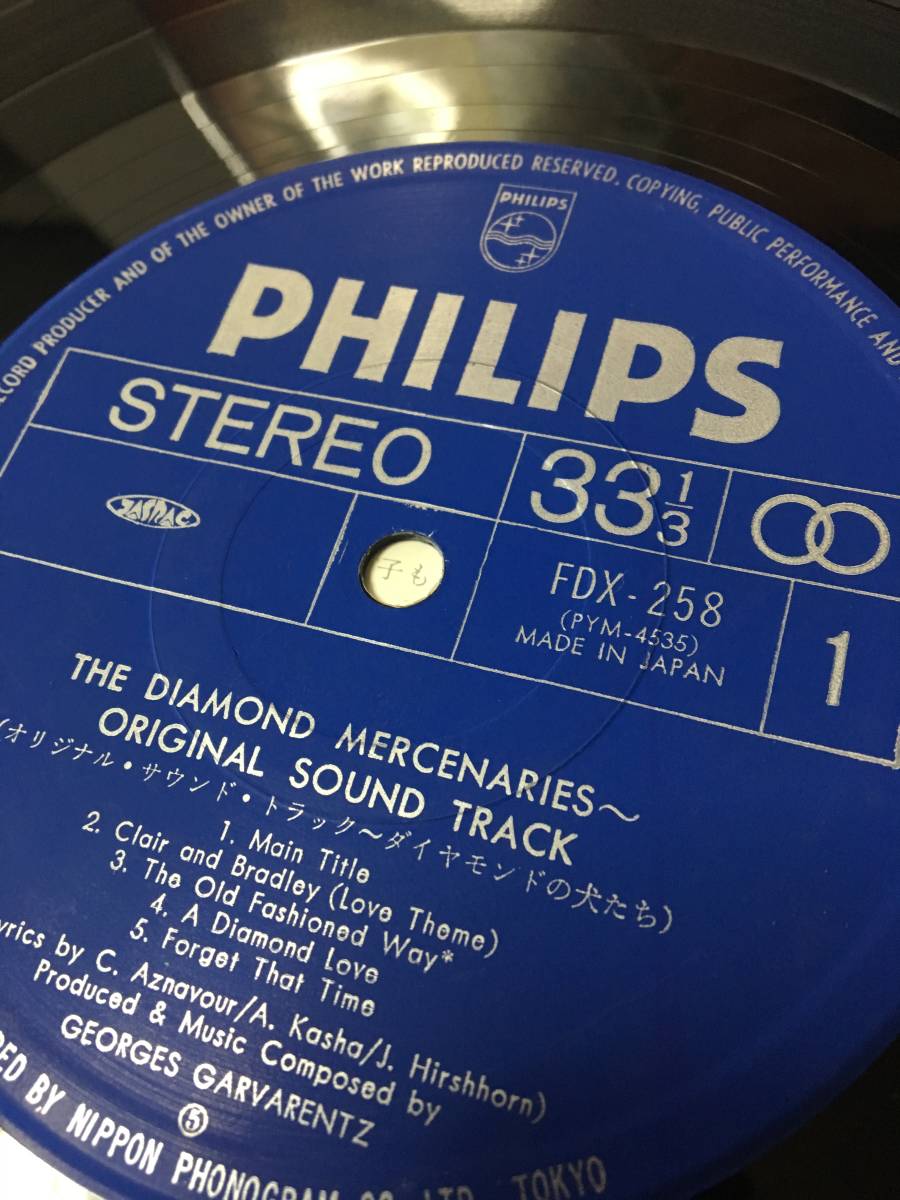 RECORD PRODUCER AND OF THE OWNER OF THE WORK REPRODUCED RESERVED. COPYING, PUBLIC PERFORMANCE AND
PHILIPS
PHILIPS
STEREO
33 1/3
JASRAC
子も
FDX-258
(PYM-4535)
MADE IN JAPAN
1
THE DIAMOND MERCENARIES~
ORIGINAL SOUND TRACK
(オリジナル・サウンド・トラック~ダイヤモンドの犬たち)
1. Main Title
2. Clair and Bradley (Love Theme)
3. The Old Fashioned Way*
4. A Diamond Love
5. Forget That Time
lyrics by C. Aznavour/A. Kasha/J. Hirshhorn)
Produced & Music Composed by
GEORGES GARVARENTZ
⑤
BY NIPPON PHONOGRAM CO. LTD., TOKYO